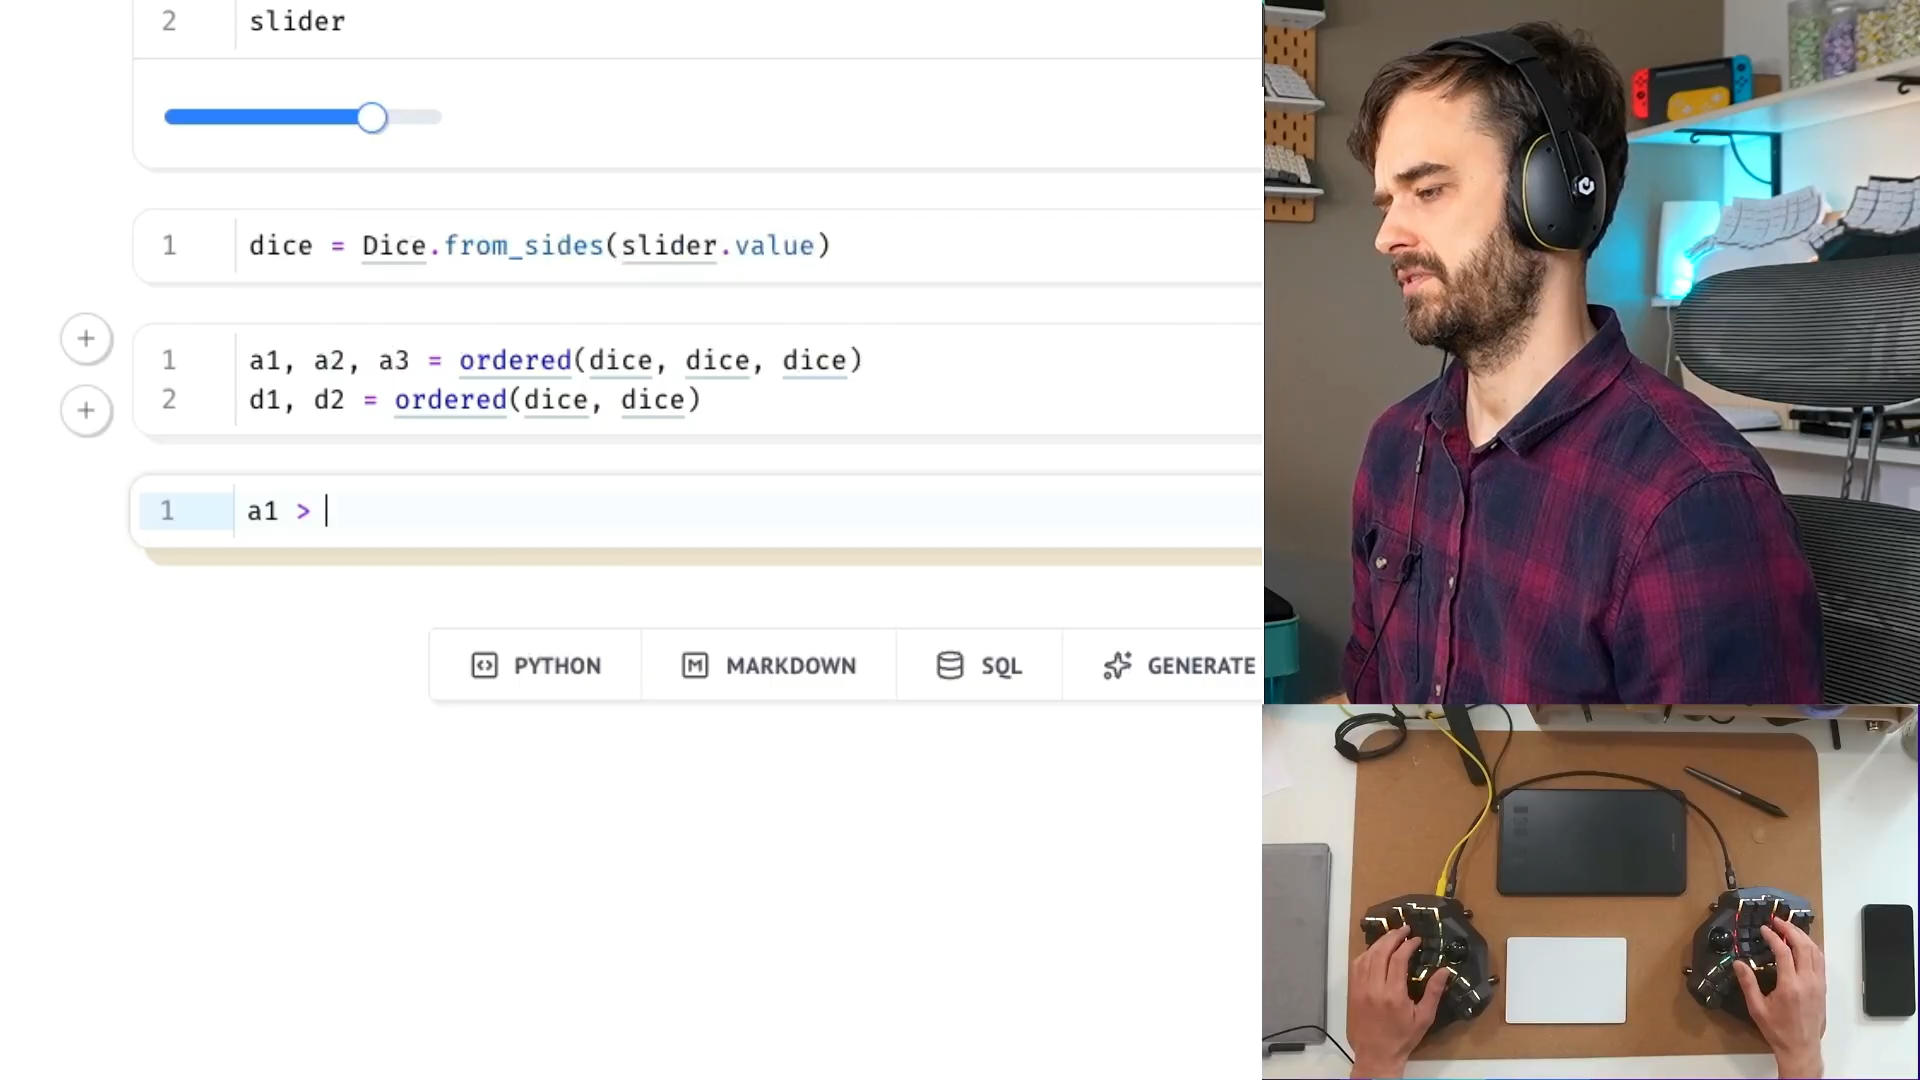 2 slider
1 dice = Dice.from_sides(slider.value)
1 a1, a2, a3 = ordered(dice, dice, dice)
2 d1, d2 = ordered(dice, dice)
1 a1 >
PYTHON MARKDOWN SQL GENERATE